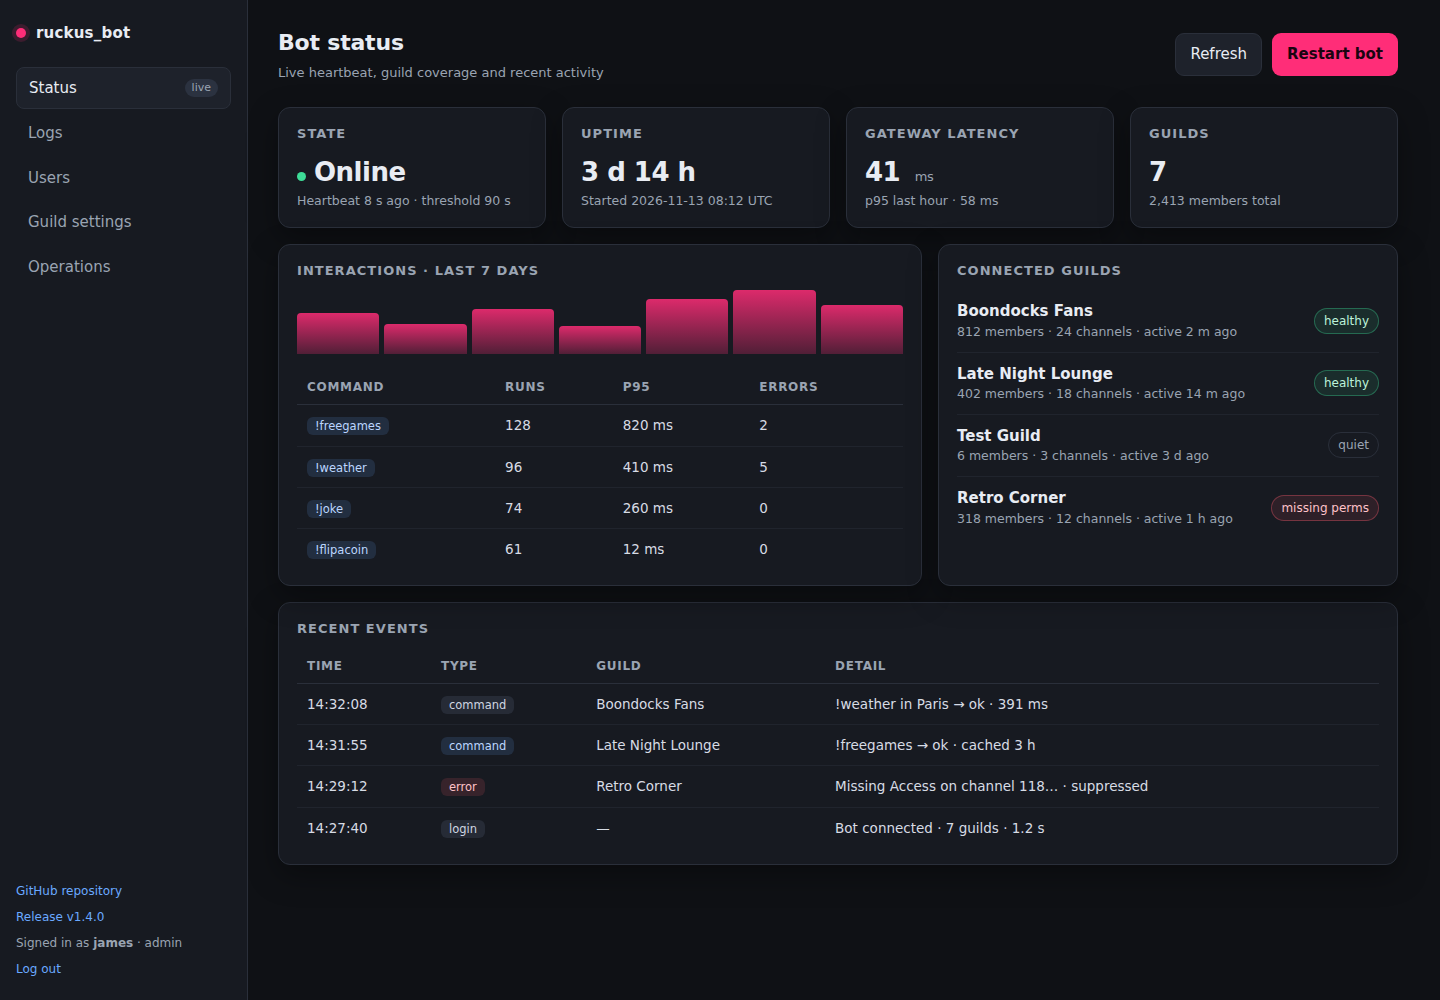 ruckus_bot
Status live
Logs
Users
Guild settings
Operations
GitHub repository
Release v1.4.0
Signed in as james · admin
Log out
Bot status
Live heartbeat, guild coverage and recent activity
Refresh
Restart bot
STATE
Online
Heartbeat 8 s ago · threshold 90 s
UPTIME
3 d 14 h
Started 2026-11-13 08:12 UTC
GATEWAY LATENCY
41 ms
p95 last hour · 58 ms
GUILDS
7
2,413 members total
INTERACTIONS · LAST 7 DAYS
COMMAND RUNS P95 ERRORS
!freegames 128 820 ms 2
!weather 96 410 ms 5
!joke 74 260 ms 0
!flipacoin 61 12 ms 0
CONNECTED GUILDS
Boondocks Fans
812 members · 24 channels · active 2 m ago
healthy
Late Night Lounge
402 members · 18 channels · active 14 m ago
healthy
Test Guild
6 members · 3 channels · active 3 d ago
quiet
Retro Corner
318 members · 12 channels · active 1 h ago
missing perms
RECENT EVENTS
TIME TYPE GUILD DETAIL
14:32:08 command Boondocks Fans !weather in Paris → ok · 391 ms
14:31:55 command Late Night Lounge !freegames → ok · cached 3 h
14:29:12 error Retro Corner Missing Access on channel 118… · suppressed
14:27:40 login — Bot connected · 7 guilds · 1.2 s